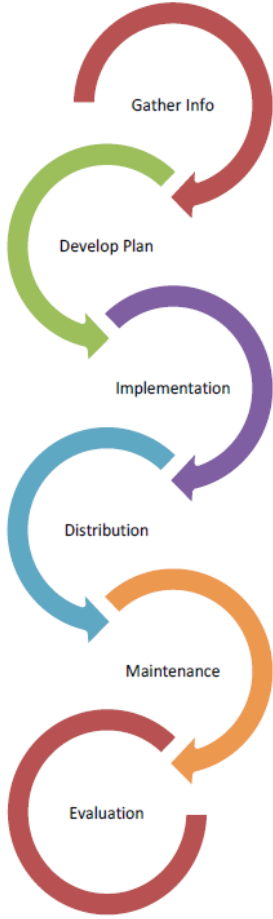 Gather Info
Develop Plan
Implementation
Distribution
Maintenance
Evaluation